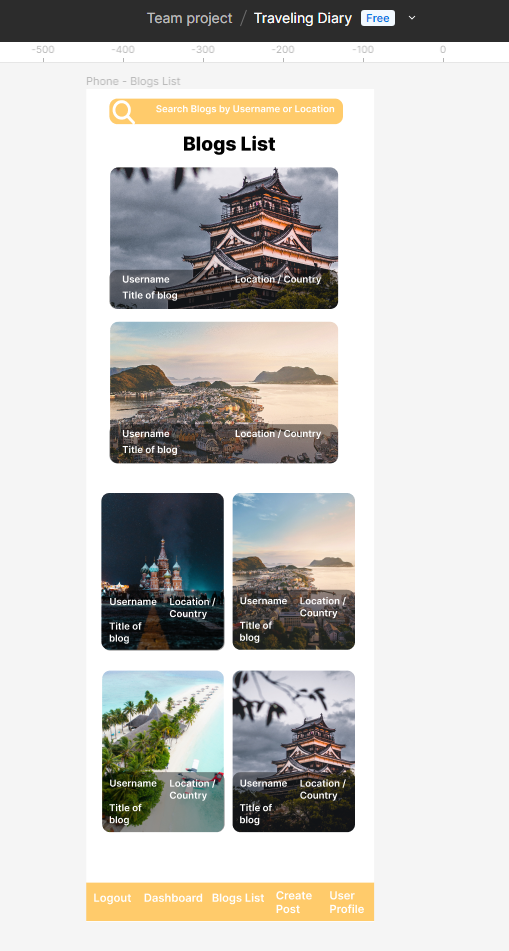 Team project / Traveling Diary Free
-500 -400 -300 -200 -100 0
Phone - Blogs List
Search Blogs by Username or Location
Blogs List
Username Location / Country
Title of blog
Username Location / Country
Title of blog
Username Location /
Country
Title of
blog
Username Location /
Country
Title of
blog
Username Location /
Country
Title of
blog
Username Location /
Country
Title of
blog
Logout Dashboard Blogs List Create
Post User
Profile